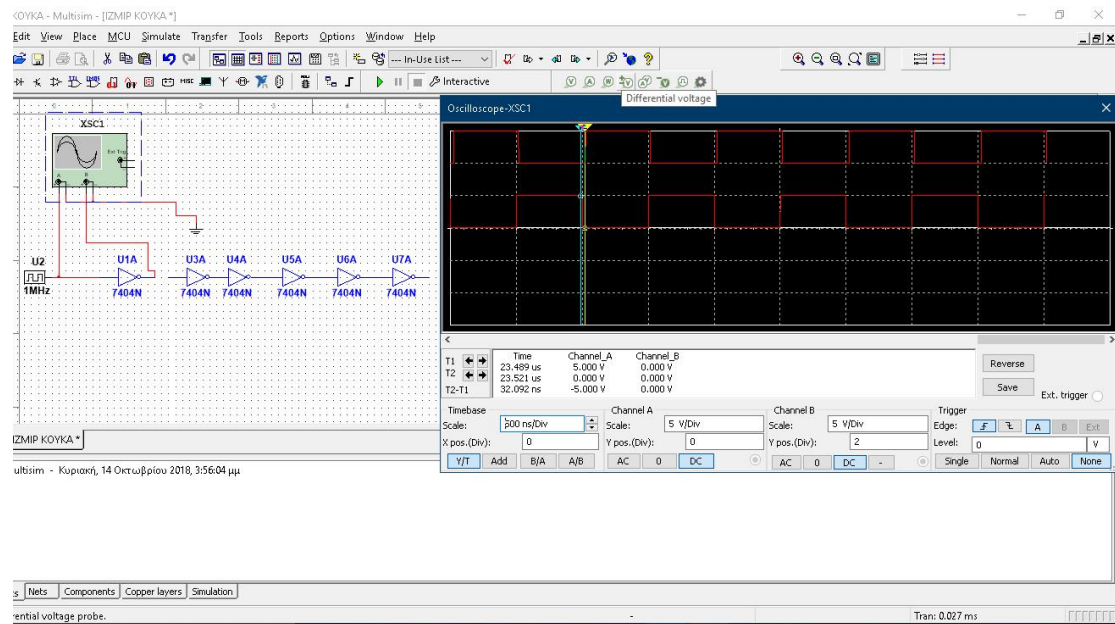 ‹OYKA - Multisim - [IZMIP KOYKA *]
Edit View Place MCU Simulate Transfer Tools Reports Options Window Help
--- In-Use List ---
MISC
Interactive
Differential voltage
XSC1
Ext Trig
A B
U2
1MHz
U1A U3A U4A U5A U6A U7A
7404N 7404N 7404N 7404N 7404N 7404N
Oscilloscope-XSC1
Time Channel_A Channel_B
T1 23.489 us 5.000 V 0.000 V
T2 23.521 us 0.000 V 0.000 V
T2-T1 32.092 ns -5.000 V 0.000 V
Reverse
Save
Ext. trigger
Timebase
Scale: 500 ns/Div
X pos.(Div): 0
Y/T Add B/A A/B
Channel A
Scale: 5 V/Div
Y pos.(Div): 0
AC 0 DC
Channel B
Scale: 5 V/Div
Y pos.(Div): 2
AC 0 DC -
Trigger
Edge: A B Ext
Level: 0 V
Single Normal Auto None
IZMIP KOYKA *
ultisim - Κυριακή, 14 Οκτωβρίου 2018, 3:56:04 μμ
s Nets Components Copper layers Simulation
rential voltage probe.
-
Tran: 0.027 ms